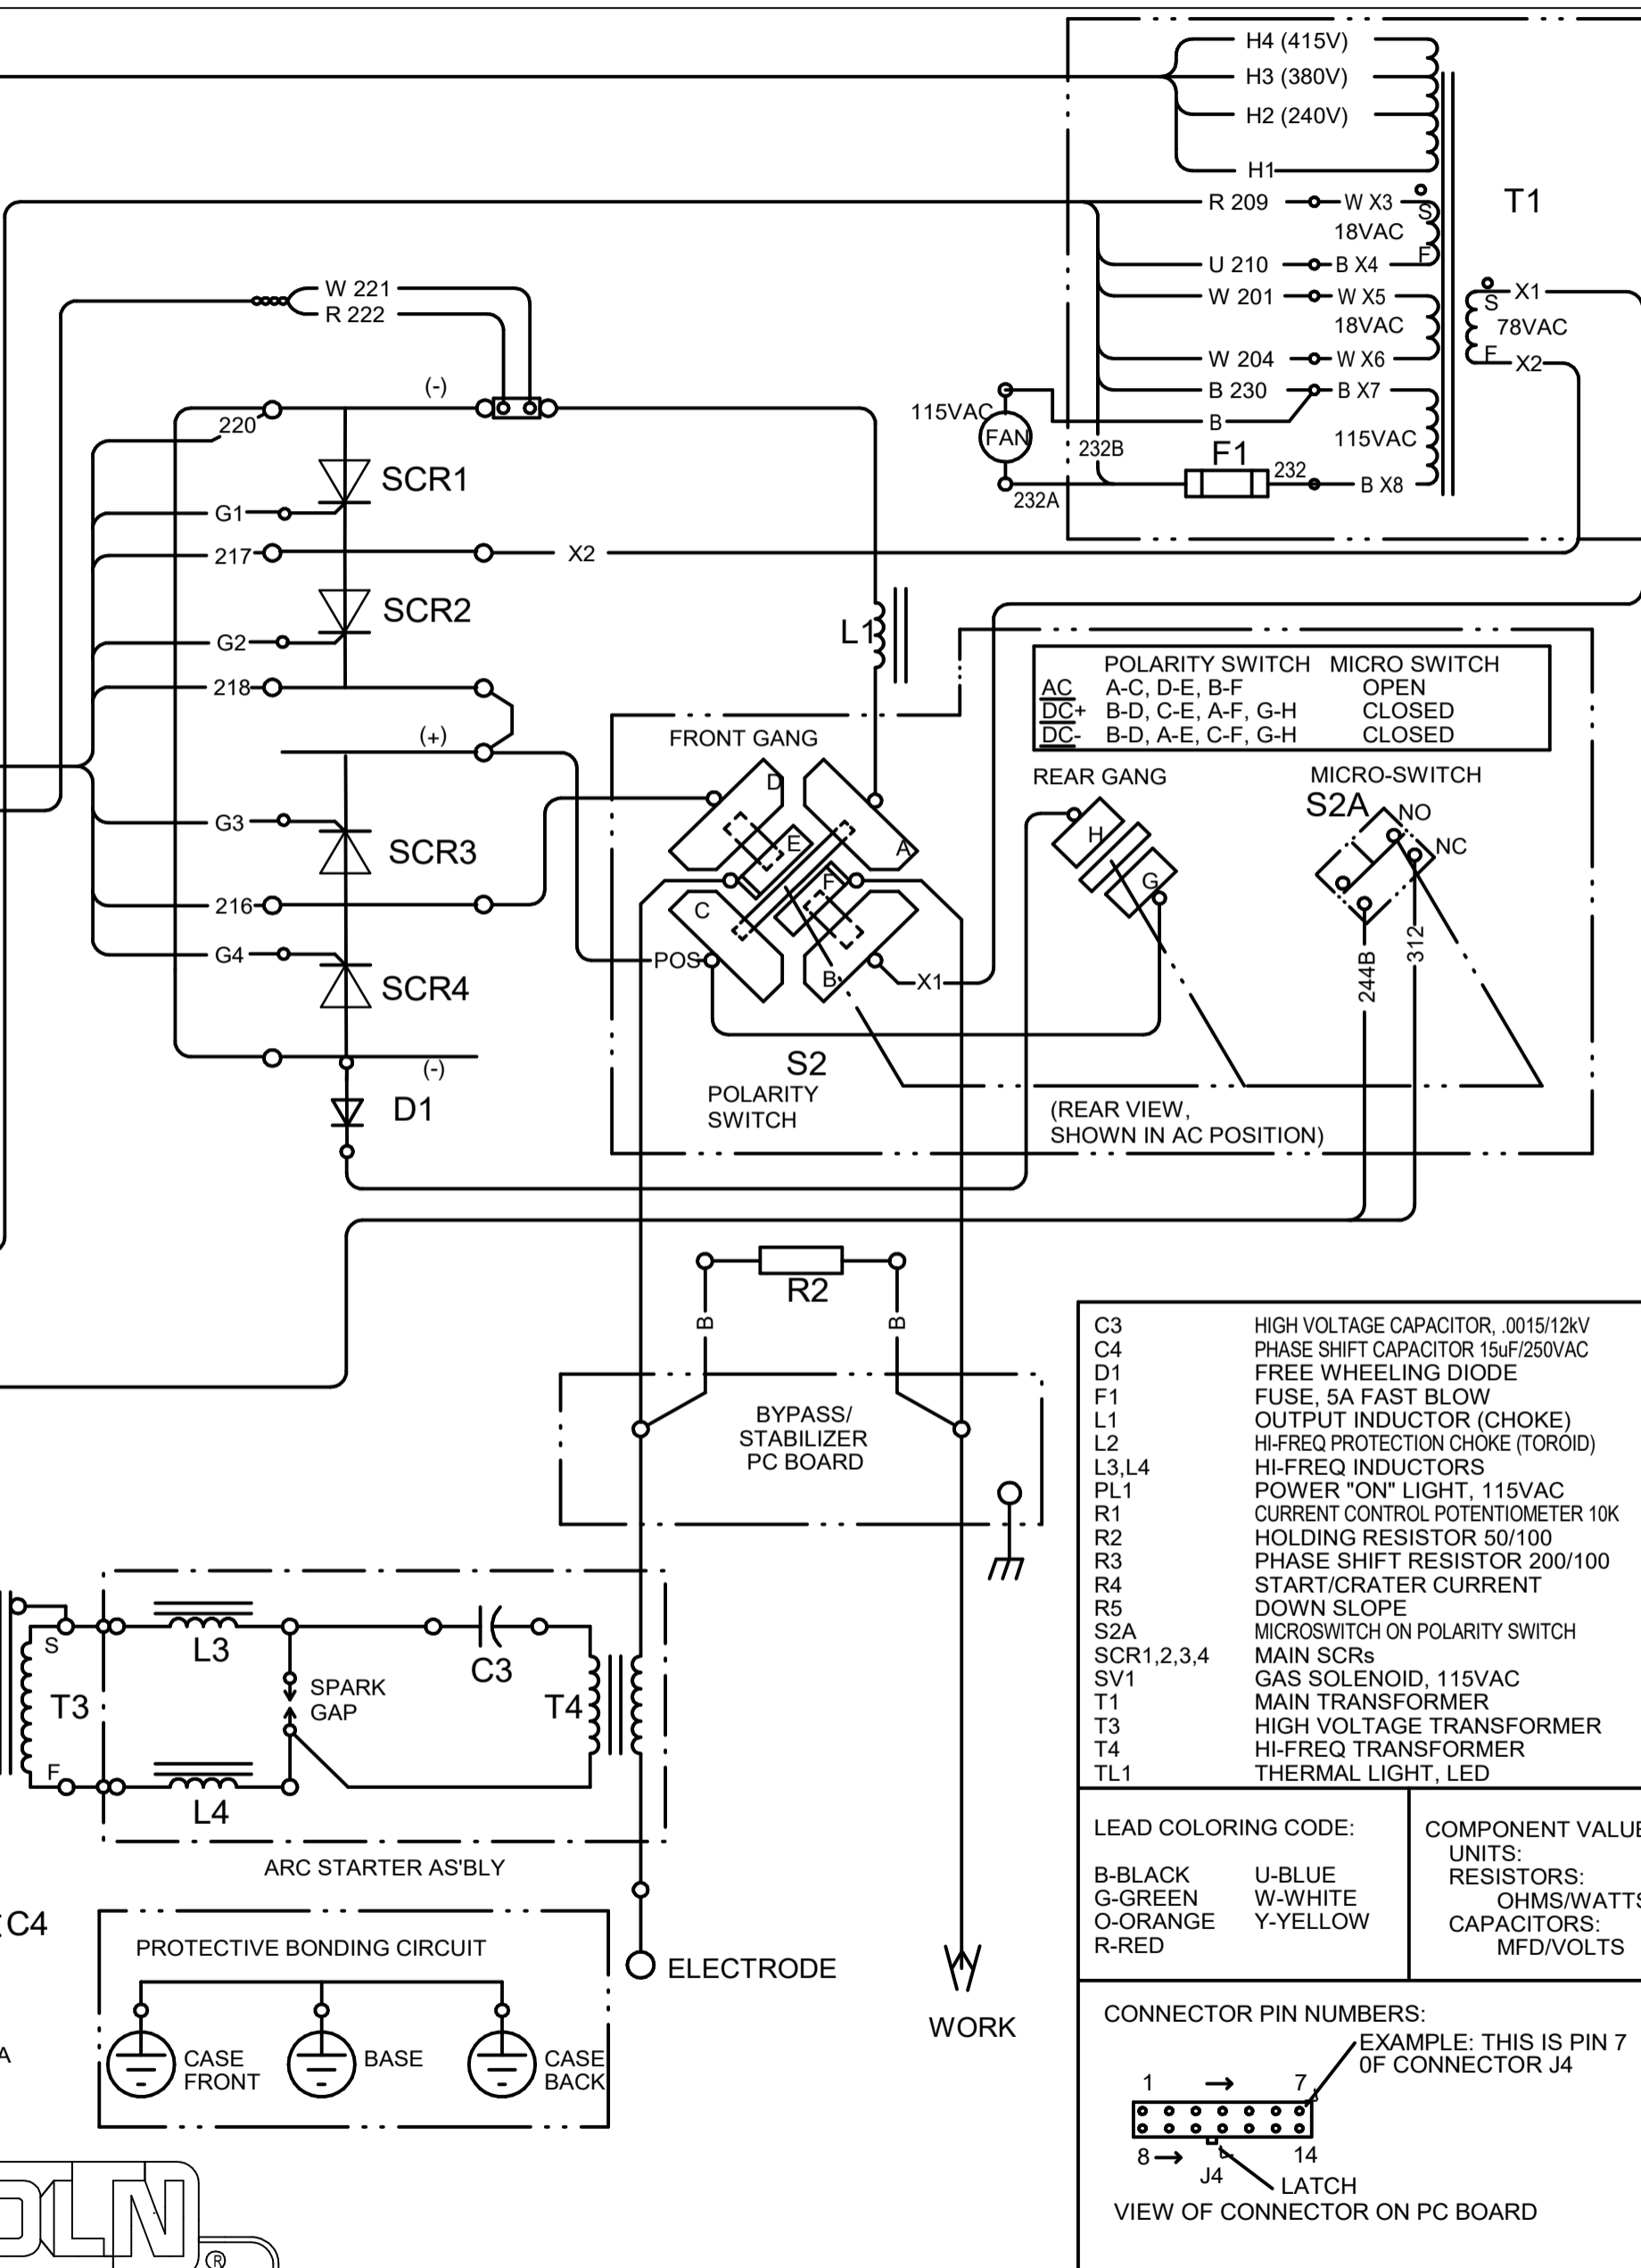 H4 (415V)
H3 (380V)
H2 (240V)
H1
T1
R 209
W X3
S
18VAC
F
U 210
B X4
W 201
W X5
18VAC
W 204
W X6
B 230
B X7
B
115VAC
B X8
232
F1
232B
232A
115VAC
FAN
X1
S
78VAC
F
X2
W 221
R 222
(-)
220
SCR1
G1
217
X2
SCR2
G2
218
(+)
G3
SCR3
216
G4
SCR4
(-)
D1
L1
POLARITY SWITCH MICRO SWITCH
AC A-C, D-E, B-F OPEN
DC+ B-D, C-E, A-F, G-H CLOSED
DC- B-D, A-E, C-F, G-H CLOSED
FRONT GANG
REAR GANG
MICRO-SWITCH
S2A
NO
NC
D
A
E
F
C
B
H
G
POS
X1
244B
312
S2
POLARITY
SWITCH
(REAR VIEW,
SHOWN IN AC POSITION)
R2
B
B
BYPASS/
STABILIZER
PC BOARD
C3 HIGH VOLTAGE CAPACITOR, .0015/12kV
C4 PHASE SHIFT CAPACITOR 15uF/250VAC
D1 FREE WHEELING DIODE
F1 FUSE, 5A FAST BLOW
L1 OUTPUT INDUCTOR (CHOKE)
L2 HI-FREQ PROTECTION CHOKE (TOROID)
L3,L4 HI-FREQ INDUCTORS
PL1 POWER "ON" LIGHT, 115VAC
R1 CURRENT CONTROL POTENTIOMETER 10K
R2 HOLDING RESISTOR 50/100
R3 PHASE SHIFT RESISTOR 200/100
R4 START/CRATER CURRENT
R5 DOWN SLOPE
S2A MICROSWITCH ON POLARITY SWITCH
SCR1,2,3,4 MAIN SCRs
SV1 GAS SOLENOID, 115VAC
T1 MAIN TRANSFORMER
T3 HIGH VOLTAGE TRANSFORMER
T4 HI-FREQ TRANSFORMER
TL1 THERMAL LIGHT, LED
S
T3
F
L3
L4
SPARK
GAP
C3
T4
ARC STARTER AS'BLY
LEAD COLORING CODE:
B-BLACK U-BLUE
G-GREEN W-WHITE
O-ORANGE Y-YELLOW
R-RED
COMPONENT VALUE
UNITS:
RESISTORS:
OHMS/WATTS
CAPACITORS:
MFD/VOLTS
C4
A
PROTECTIVE BONDING CIRCUIT
CASE
FRONT
BASE
CASE
BACK
ELECTRODE
WORK
CONNECTOR PIN NUMBERS:
EXAMPLE: THIS IS PIN 7
0F CONNECTOR J4
1 7
8 14
J4
LATCH
VIEW OF CONNECTOR ON PC BOARD
OLN
®